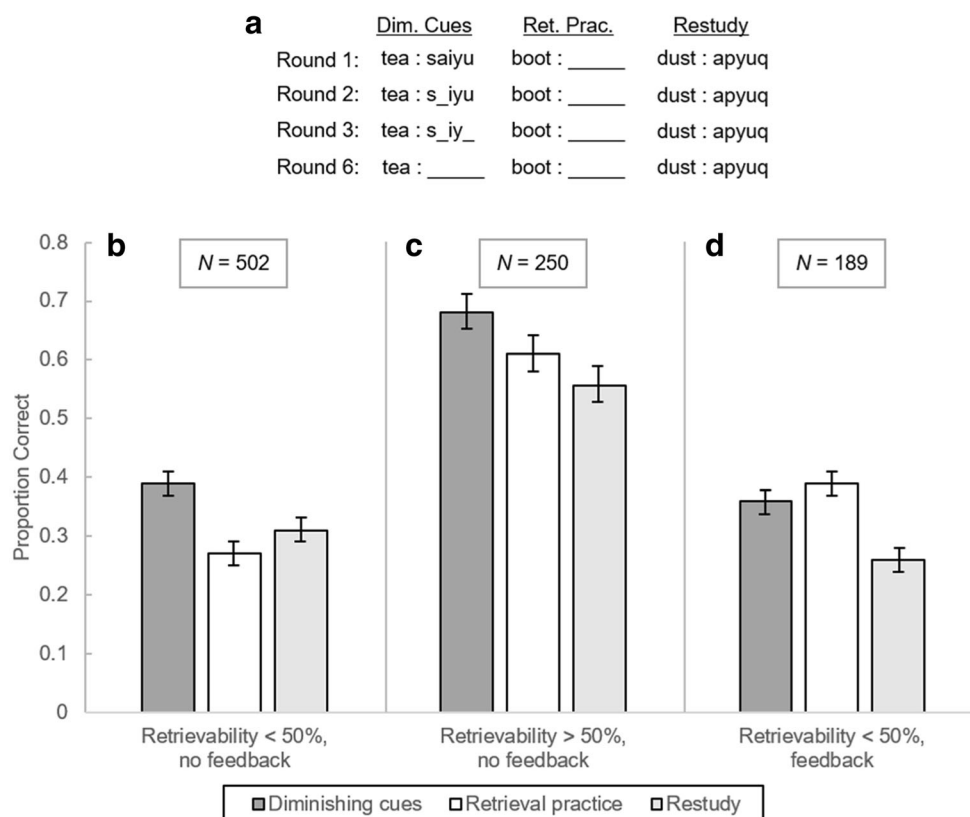 a
Dim. Cues Ret. Prac. Restudy
Round 1: tea : saiyu boot : _____ dust : apyuq
Round 2: tea : s_iyu boot : _____ dust : apyuq
Round 3: tea : s_iy_ boot : _____ dust : apyuq
Round 6: tea : _____ boot : _____ dust : apyuq
b N = 502 c N = 250 d N = 189
0.8
0.7
0.6
0.5
0.4
0.3
0.2
0.1
0
Proportion Correct
Retrievability < 50%,
no feedback
Retrievability > 50%,
no feedback
Retrievability < 50%,
feedback
Diminishing cues Retrieval practice Restudy